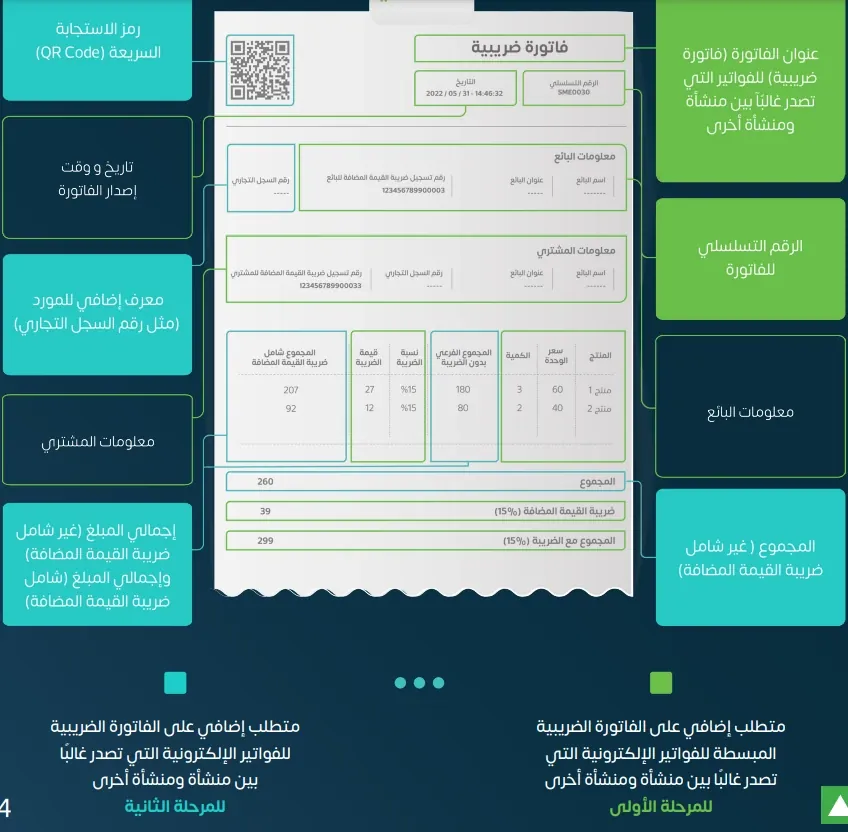 عنوان الفاتورة (فاتورة
ضريبية) للفواتير التي
تصدر غالبًا بين منشأة
ومنشأة أخرى
الرقم التسلسلي
للفاتورة
معلومات البائع
المجموع ( غير شامل
ضريبة القيمة المضافة)
فاتورة ضريبية
الرقم التسلسلي
SME0030
التاريخ
2022 / 05 / 31 - 14:46:32
معلومات البائع
اسم البائع
-------
عنوان البائع
-----
رقم تسجيل ضريبة القيمة المضافة للبائع
123456789900003
رقم السجل التجاري
-----
معلومات المشتري
اسم البائع
------
عنوان البائع
------
رقم السجل التجاري
-----
رقم تسجيل ضريبة القيمة المضافة للمشتري
123456789900033
المنتج سعر الوحدة الكمية المجموع الفرعي بدون الضريبة نسبة الضريبة قيمة الضريبة المجموع شامل ضريبة القيمة المضافة
منتج 1 60 3 180 %15 27 207
منتج 2 40 2 80 %15 12 92
المجموع 260
ضريبة القيمة المضافة (15%) 39
المجموع مع الضريبة (15%) 299
رمز الاستجابة
السريعة (QR Code)
تاريخ و وقت
إصدار الفاتورة
معرف إضافي للمورد
(مثل رقم السجل التجاري)
معلومات المشتري
إجمالي المبلغ (غير شامل
ضريبة القيمة المضافة)
وإجمالي المبلغ (شامل
ضريبة القيمة المضافة)
متطلب إضافي على الفاتورة الضريبية
المبسطة للفواتير الإلكترونية التي
تصدر غالبًا بين منشأة ومنشأة أخرى
للمرحلة الأولى
متطلب إضافي على الفاتورة الضريبية
للفواتير الإلكترونية التي تصدر غالبًا
بين منشأة ومنشأة أخرى
للمرحلة الثانية
4